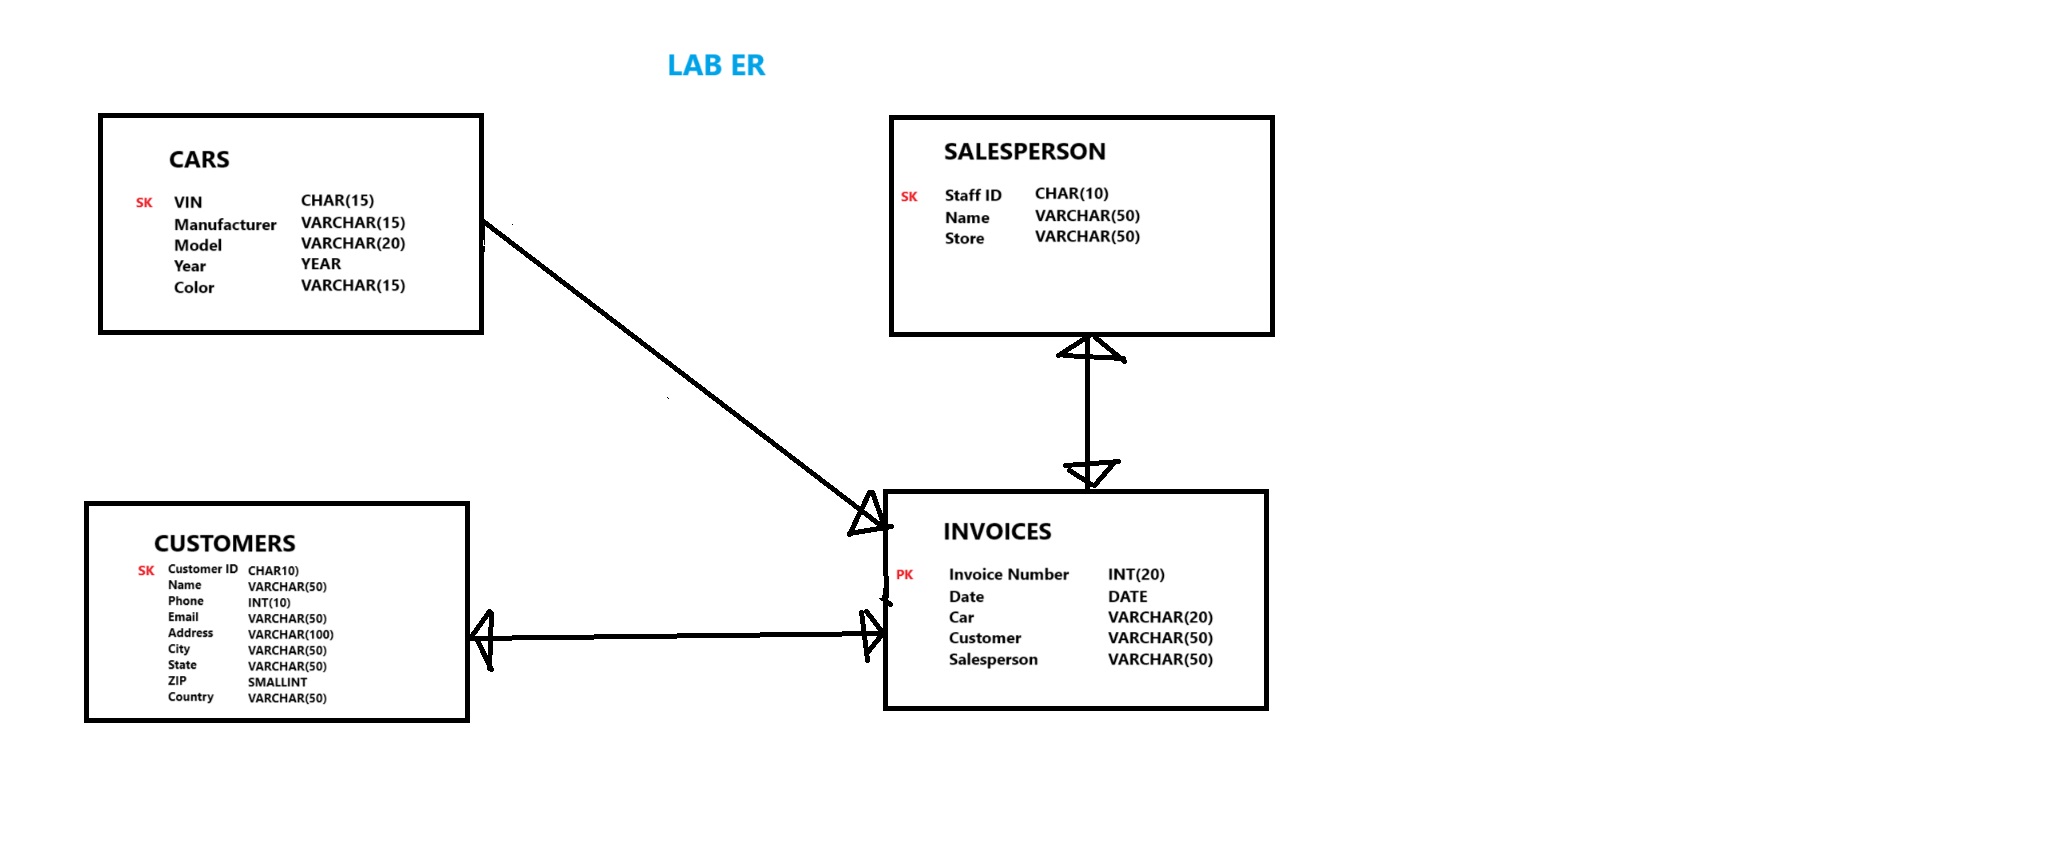 LAB ER
CARS
SK VIN CHAR(15)
Manufacturer VARCHAR(15)
Model VARCHAR(20)
Year YEAR
Color VARCHAR(15)
SALESPERSON
SK Staff ID CHAR(10)
Name VARCHAR(50)
Store VARCHAR(50)
CUSTOMERS
SK Customer ID CHAR10)
Name VARCHAR(50)
Phone INT(10)
Email VARCHAR(50)
Address VARCHAR(100)
City VARCHAR(50)
State VARCHAR(50)
ZIP SMALLINT
Country VARCHAR(50)
INVOICES
PK Invoice Number INT(20)
Date DATE
Car VARCHAR(20)
Customer VARCHAR(50)
Salesperson VARCHAR(50)